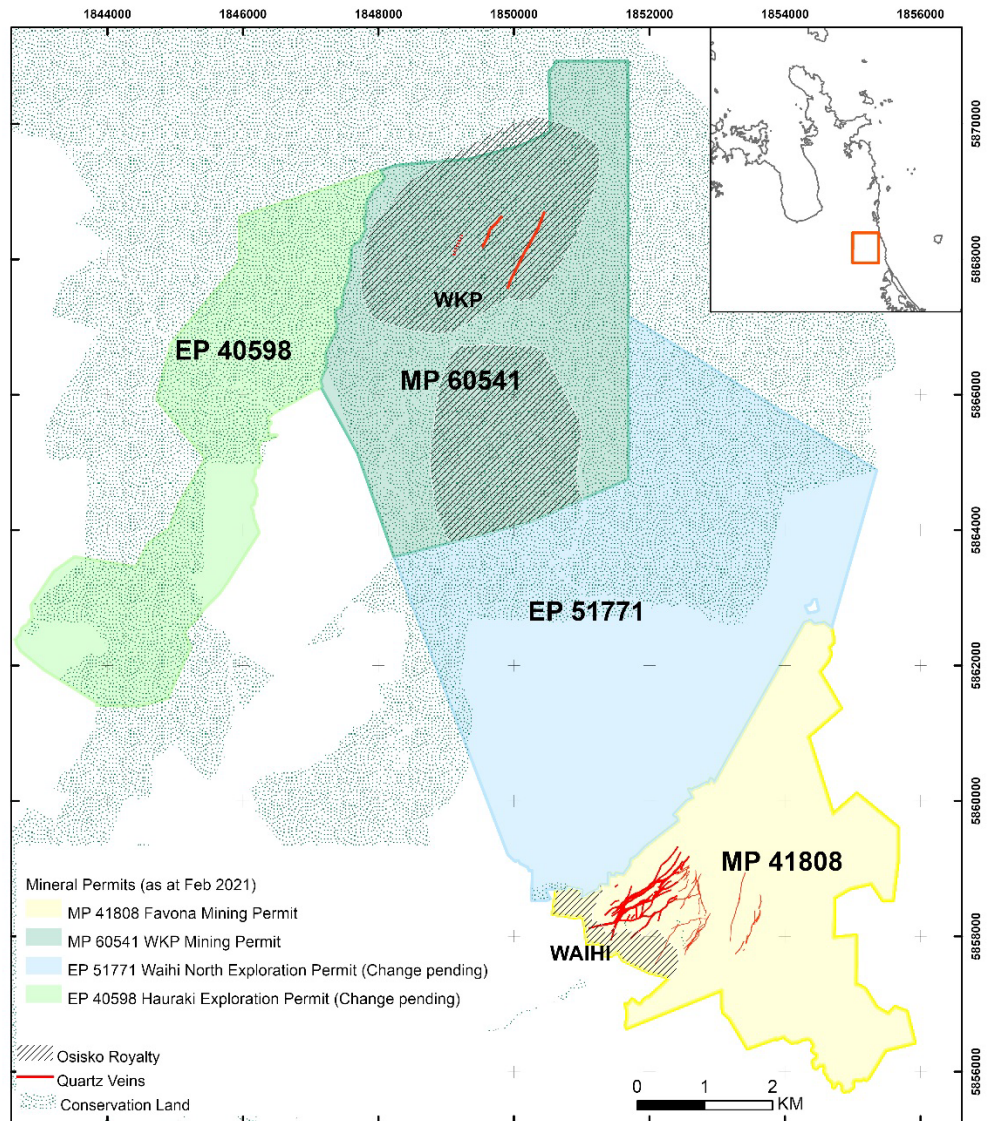 1844000 1846000 1848000 1850000 1852000 1854000 1856000
5870000
5868000
WKP
EP 40598
MP 60541
5866000
5864000
EP 51771
5862000
5860000
MP 41808
Mineral Permits (as at Feb 2021)
MP 41808 Favona Mining Permit
MP 60541 WKP Mining Permit
EP 51771 Waihi North Exploration Permit (Change pending)
EP 40598 Hauraki Exploration Permit (Change pending)
WAIHI
5858000
Osisko Royalty
Quartz Veins
Conservation Land
5856000
0 1 2
KM